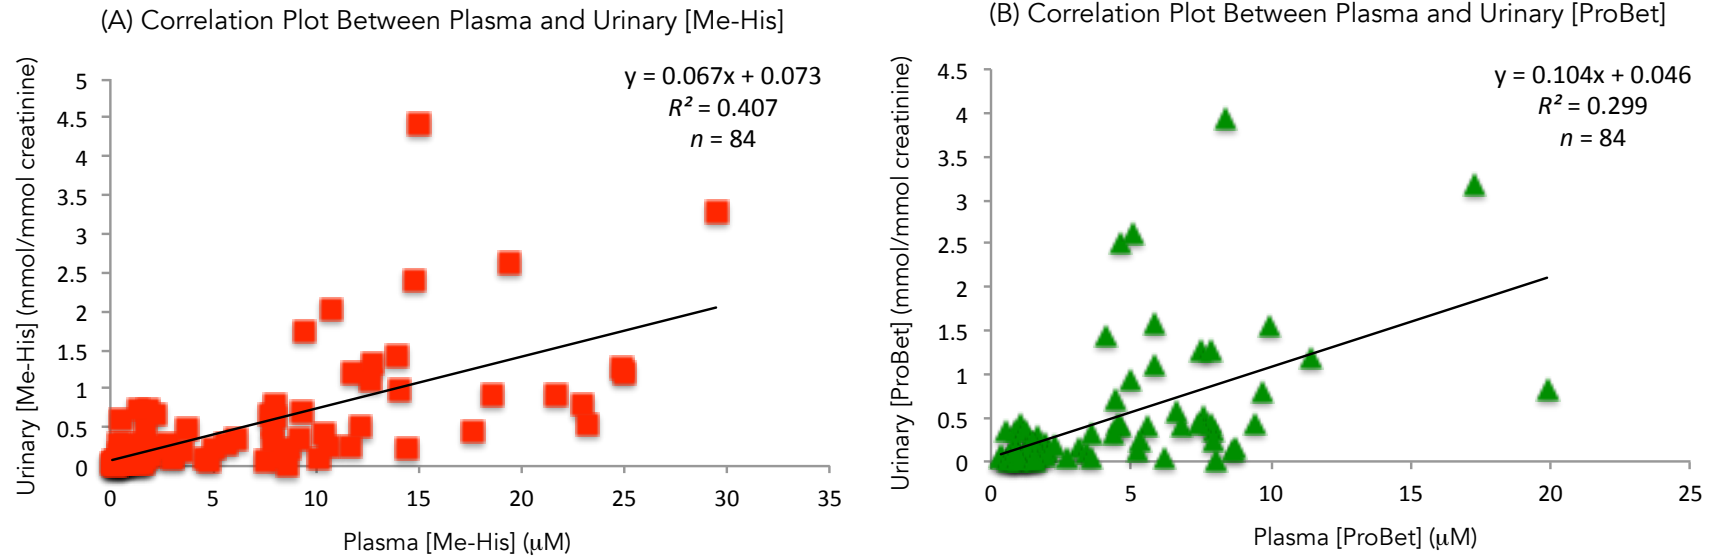 (A) Correlation Plot Between Plasma and Urinary [Me-His]
Urinary [Me-His] (mmol/mmol creatinine)
y = 0.067x + 0.073
R² = 0.407
n = 84
5
4.5
4
3.5
3
2.5
2
1.5
1
0.5
0
0 5 10 15 20 25 30 35
Plasma [Me-His] (μM)
(B) Correlation Plot Between Plasma and Urinary [ProBet]
Urinary [ProBet] (mmol/mmol creatinine)
y = 0.104x + 0.046
R² = 0.299
n = 84
4.5
4
3.5
3
2.5
2
1.5
1
0.5
0
0 5 10 15 20 25
Plasma [ProBet] (μM)